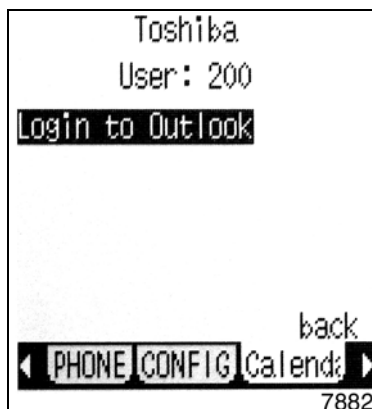 Toshiba
User: 200
Login to Outlook
back
PHONE CONFIG Calend
7882